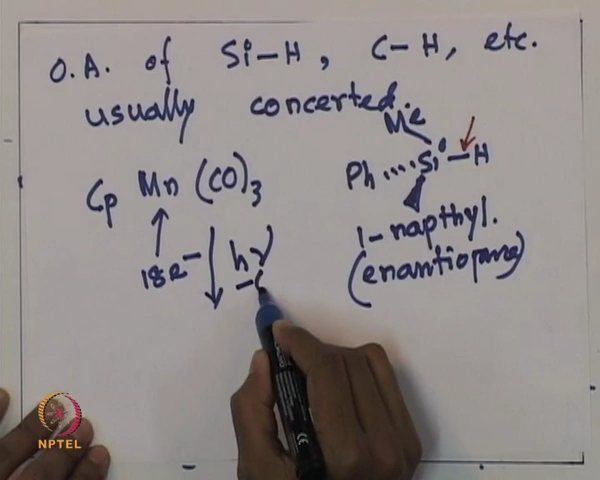 O.A. of Si–H, C–H, etc.
usually concerted.
Me
Cp Mn (CO)3
Ph ···· Si – H
18e–
hν
–C
1–napthyl.
(enantiopure)
NPTEL